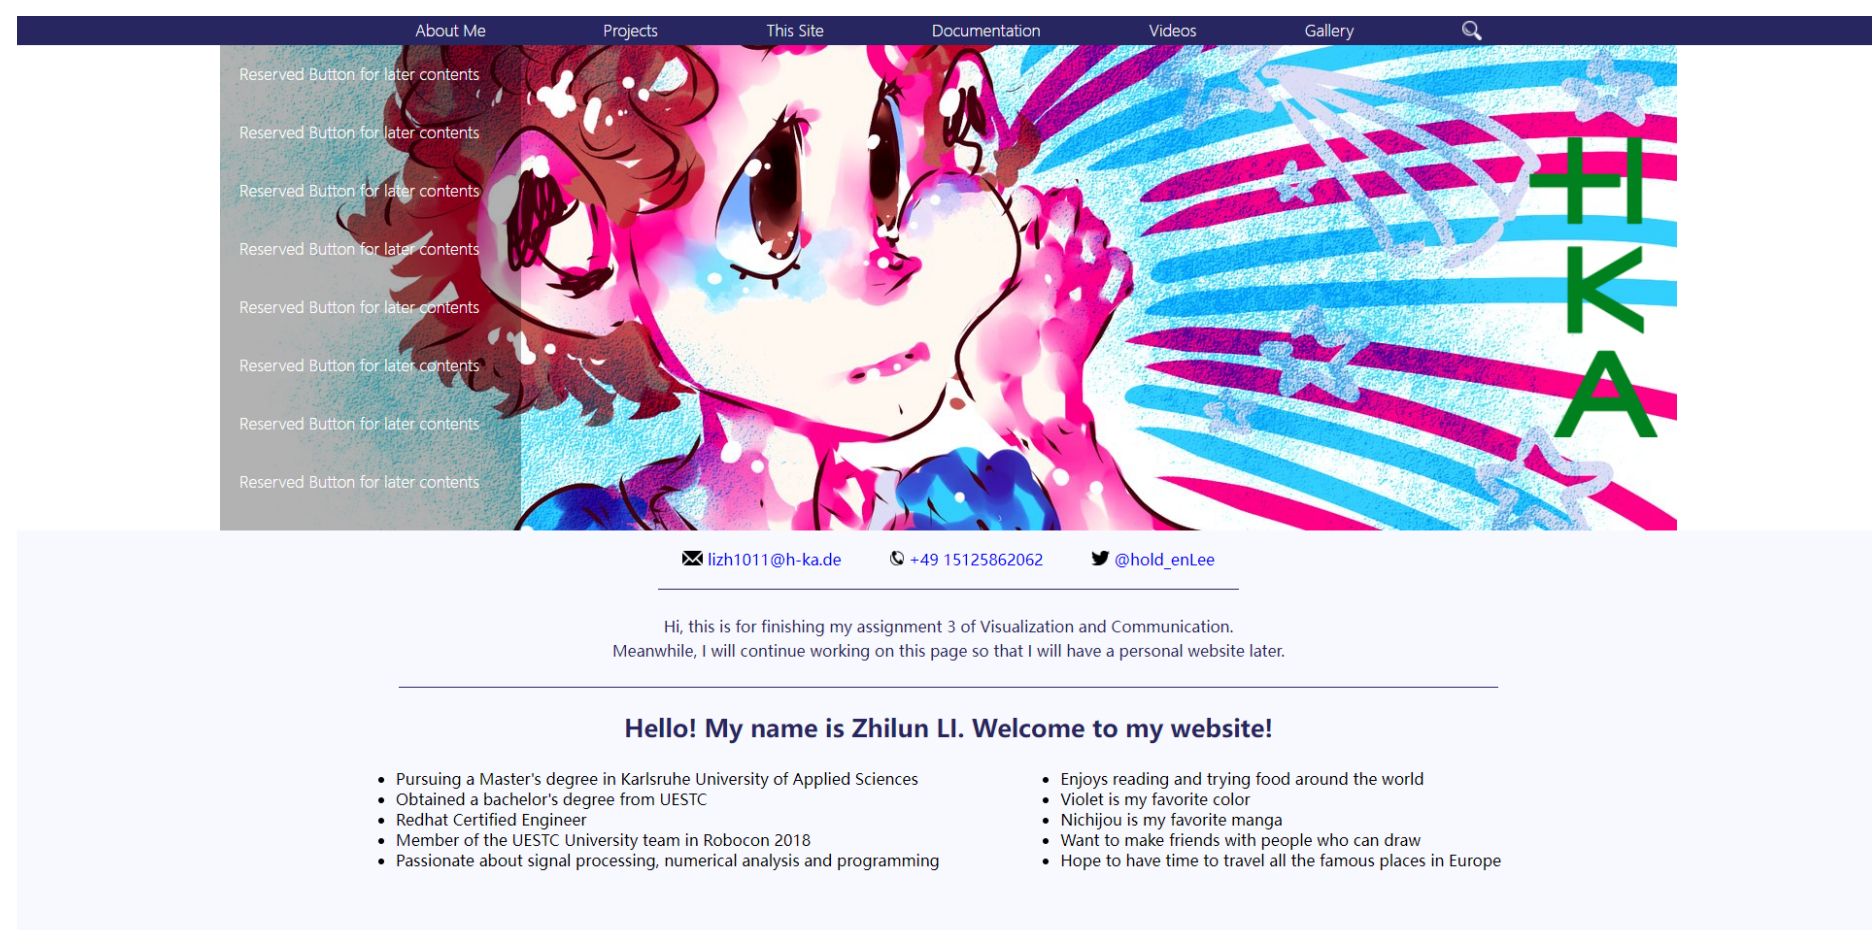 About Me
Projects
This Site
Documentation
Videos
Gallery
Reserved Button for later contents
Reserved Button for later contents
Reserved Button for later contents
Reserved Button for later contents
Reserved Button for later contents
Reserved Button for later contents
Reserved Button for later contents
Reserved Button for later contents
H
K
A
lizh1011@h-ka.de
+49 15125862062
@hold_enLee
Hi, this is for finishing my assignment 3 of Visualization and Communication.
Meanwhile, I will continue working on this page so that I will have a personal website later.
Hello! My name is Zhilun LI. Welcome to my website!
• Pursuing a Master's degree in Karlsruhe University of Applied Sciences
• Obtained a bachelor's degree from UESTC
• Redhat Certified Engineer
• Member of the UESTC University team in Robocon 2018
• Passionate about signal processing, numerical analysis and programming
• Enjoys reading and trying food around the world
• Violet is my favorite color
• Nichijou is my favorite manga
• Want to make friends with people who can draw
• Hope to have time to travel all the famous places in Europe